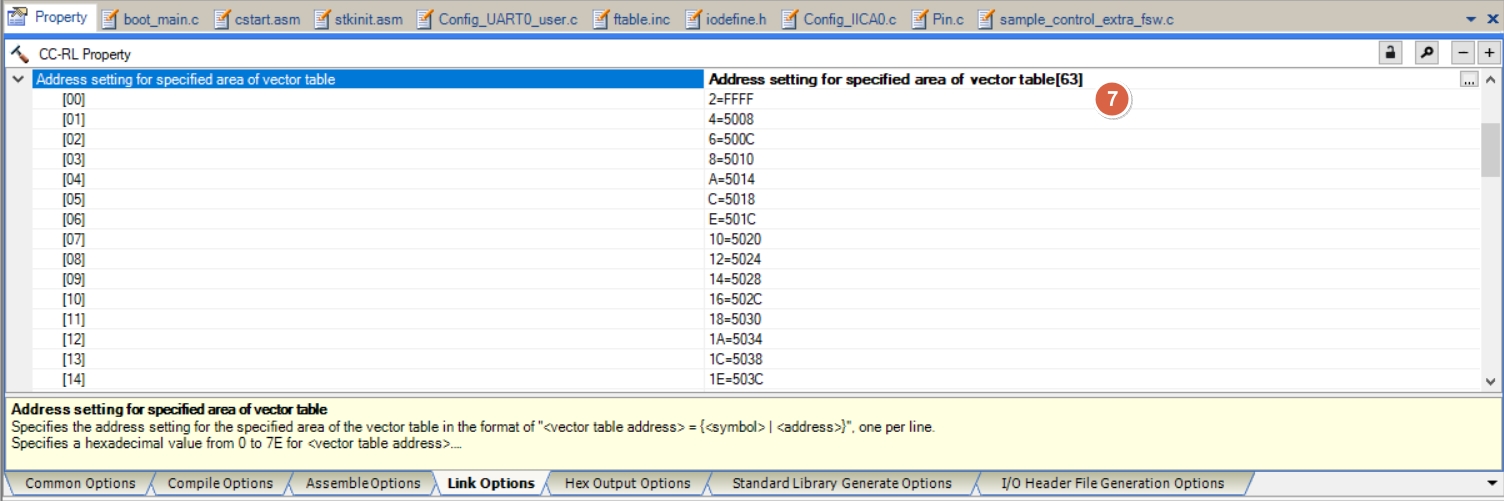 Property boot_main.c cstart.asm stkinit.asm Config_UART0_user.c ftable.inc iodefine.h Config_IICA0.c Pin.c sample_control_extra_fsw.c
CC-RL Property
Address setting for specified area of vector table Address setting for specified area of vector table[63]
[00] 2=FFFF
7
[01] 4=5008
[02] 6=500C
[03] 8=5010
[04] A=5014
[05] C=5018
[06] E=501C
[07] 10=5020
[08] 12=5024
[09] 14=5028
[10] 16=502C
[11] 18=5030
[12] 1A=5034
[13] 1C=5038
[14] 1E=503C
Address setting for specified area of vector table
Specifies the address setting for the specified area of the vector table in the format of "<vector table address> = {<symbol> | <address>}", one per line.
Specifies a hexadecimal value from 0 to 7E for <vector table address>....
Common Options Compile Options Assemble Options Link Options Hex Output Options Standard Library Generate Options I/O Header File Generation Options